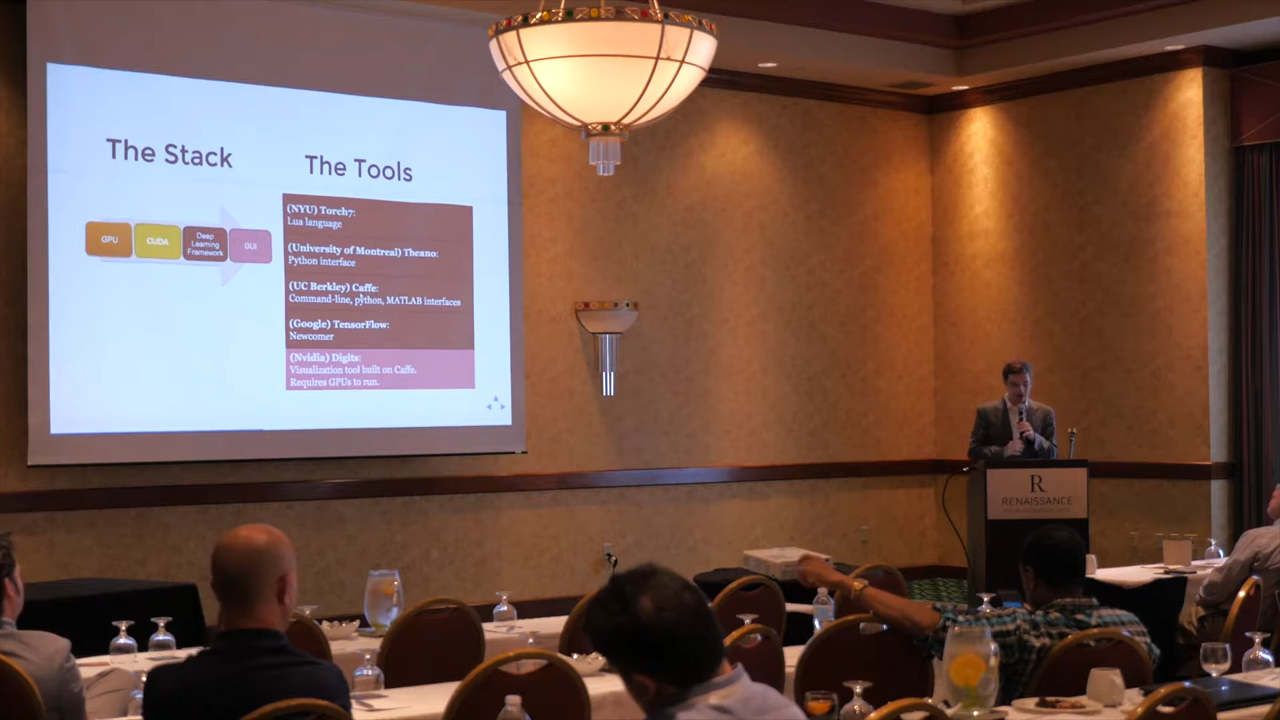 The Stack
The Tools
GPU
CUDA
Deep
Learning
Framework
GUI
(NYU) Torch7:
Lua language
(University of Montreal) Theano:
Python interface
(UC Berkley) Caffe:
Command-line, python, MATLAB interfaces
(Google) TensorFlow:
Newcomer
(Nvidia) Digits:
Visualization tool built on Caffe.
Requires GPUs to run.
R
RENAISSANCE